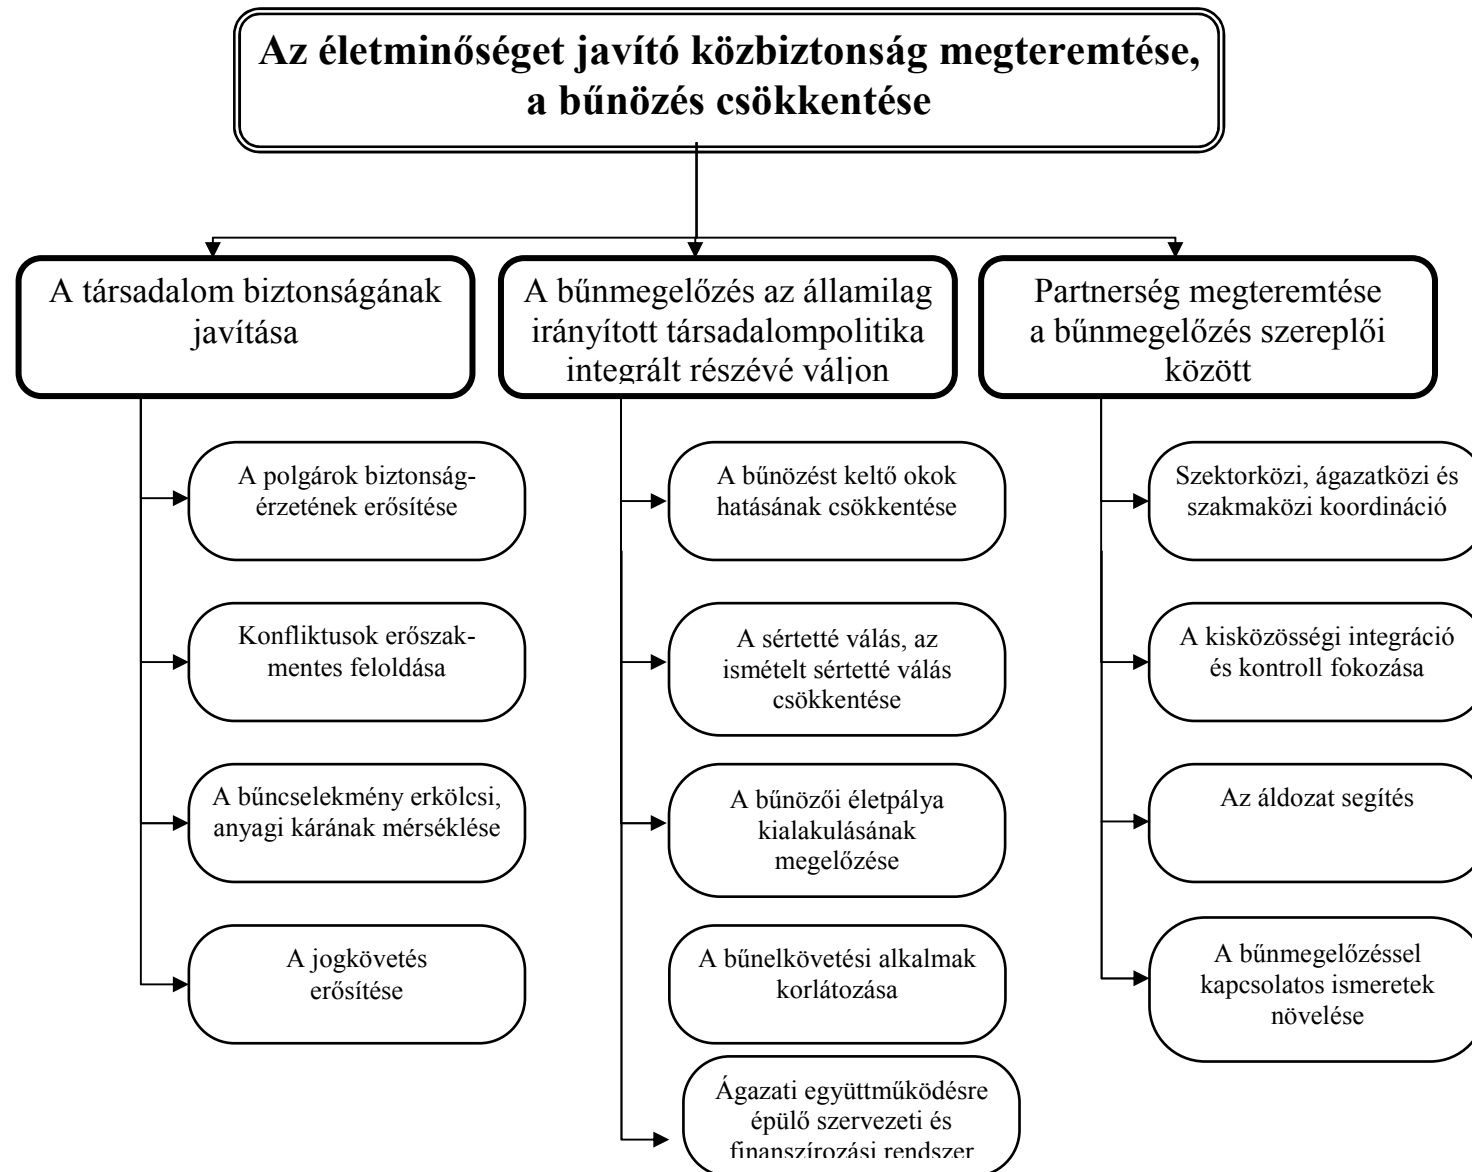 Az életminőséget javító közbiztonság megteremtése,
a bűnözés csökkentése
A társadalom biztonságának
javítása
A bűnmegelőzés az államilag
irányított társadalompolitika
integrált részévé váljon
Partnerség megteremtése
a bűnmegelőzés szereplői
között
A polgárok biztonság-
érzetének erősítése
Konfliktusok erőszak-
mentes feloldása
A bűncselekmény erkölcsi,
anyagi kárának mérséklése
A jogkövetés
erősítése
A bűnözést keltő okok
hatásának csökkentése
A sértetté válás, az
ismételt sértetté válás
csökkentése
A bűnözői életpálya
kialakulásának
megelőzése
A bűnelkövetési alkalmak
korlátozása
Ágazati együttműködésre
épülő szervezeti és
finanszírozási rendszer
Szektorközi, ágazatközi és
szakmaközi koordináció
A kisközösségi integráció
és kontroll fokozása
Az áldozat segítés
A bűnmegelőzéssel
kapcsolatos ismeretek
növelése